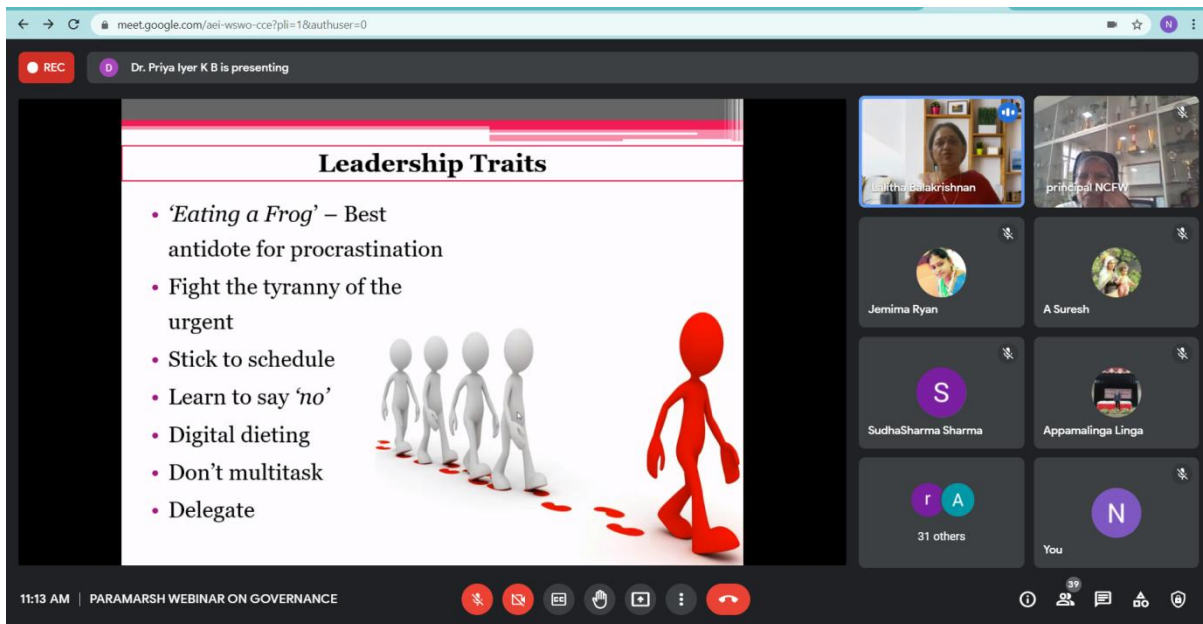 meet.google.com/aei-wswo-cce?pli=1&authuser=0
N
REC
D
Dr. Priya Iyer K B is presenting
Leadership Traits
• ‘Eating a Frog’ – Best
antidote for procrastination
• Fight the tyranny of the
urgent
• Stick to schedule
• Learn to say ‘no’
• Digital dieting
• Don’t multitask
• Delegate
Lalitha Balakrishnan
principal NCFW
Jemima Ryan
A Suresh
S
SudhaSharma Sharma
Appamalinga Linga
r A
31 others
N
You
11:13 AM | PARAMARSH WEBINAR ON GOVERNANCE
39